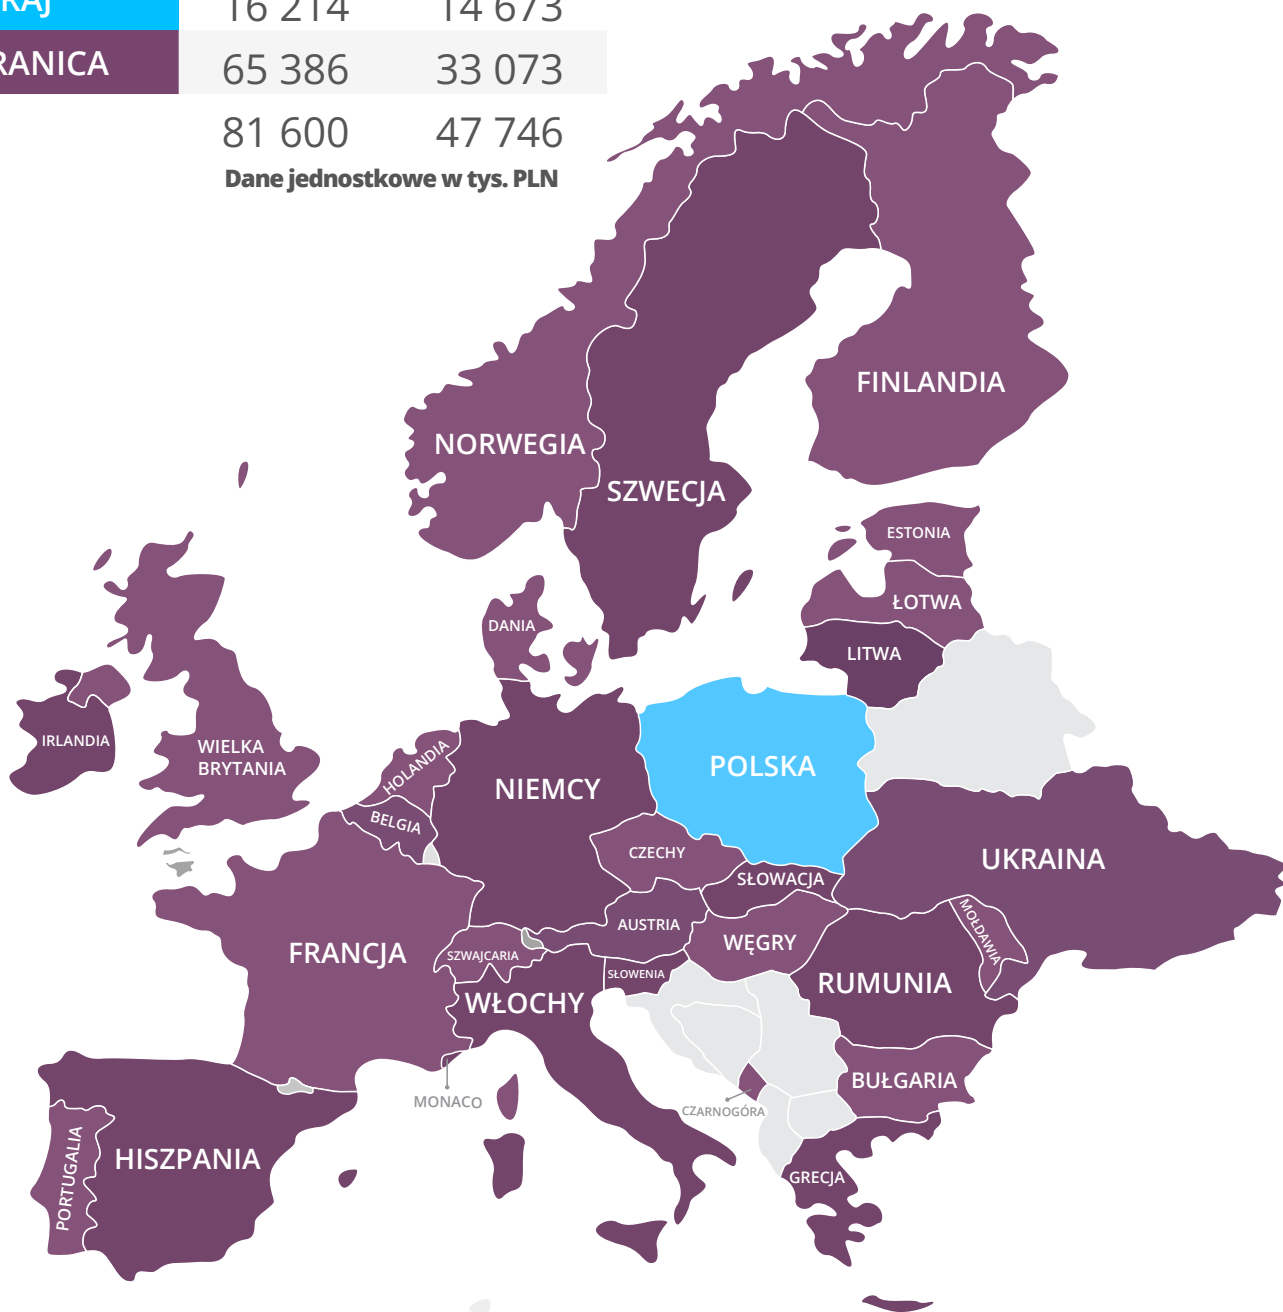 RAJ 16 214 14 673
RANICA 65 386 33 073
81 600 47 746
Dane jednostkowe w tys. PLN
FINLANDIA
NORWEGIA
SZWECJA
ESTONIA
ŁOTWA
DANIA
LITWA
IRLANDIA
WIELKA
BRYTANIA
HOLANDIA
NIEMCY
POLSKA
BELGIA
CZECHY
SŁOWACJA
UKRAINA
AUSTRIA
WĘGRY
MOŁDAWIA
FRANCJA
SZWAJCARIA
SŁOWENIA
RUMUNIA
WŁOCHY
BUŁGARIA
MONACO
CZARNOGÓRA
HISZPANIA
PORTUGALIA
GRECJA